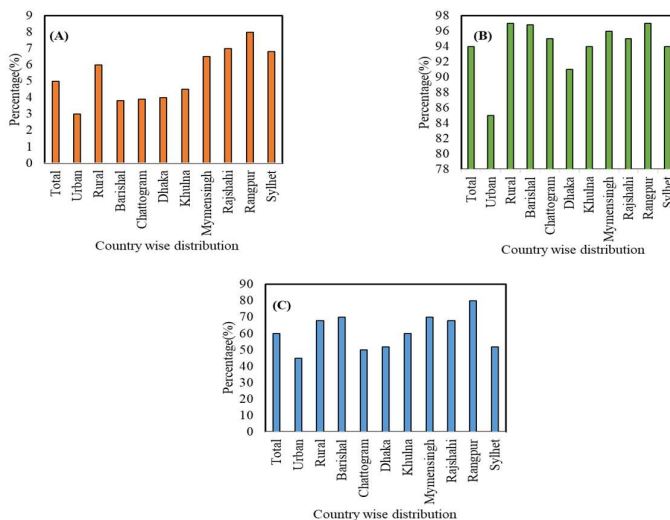 (A)
Percentage(%)
9
8
7
6
5
4
3
2
1
0
Total
Urban
Rural
Barishal
Chattogram
Dhaka
Khulna
Mymensingh
Rajshahi
Rangpur
Sylhet
Country wise distribution
(B)
Percentage(%)
98
96
94
92
90
88
86
84
82
80
78
Total
Urban
Rural
Barishal
Chattogram
Dhaka
Khulna
Mymensingh
Rajshahi
Rangpur
Sylhet
Country wise distribution
(C)
Percentage(%)
90
80
70
60
50
40
30
20
10
0
Total
Urban
Rural
Barishal
Chattogram
Dhaka
Khulna
Mymensingh
Rajshahi
Rangpur
Sylhet
Country wise distribution